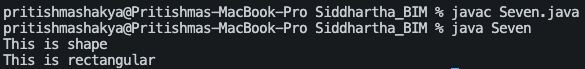 pritishmashakya@Pritishmas-MacBook-Pro Siddhartha_BIM % javac Seven.java
pritishmashakya@Pritishmas-MacBook-Pro Siddhartha_BIM % java Seven
This is shape
This is rectangular